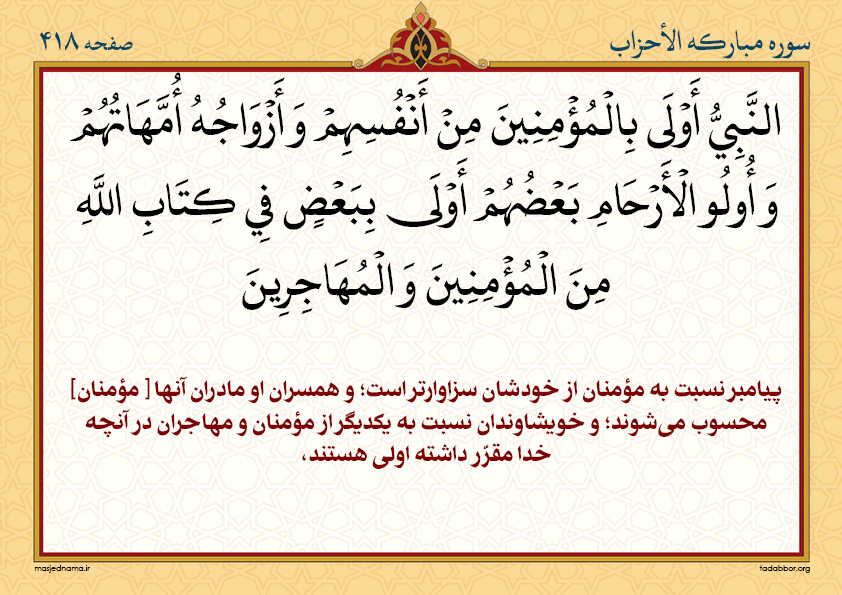 سوره مبارکه الأحزاب
صفحه ۴۱۸
النَّبِيُّ أَوْلَى بِالْمُؤْمِنِينَ مِنْ أَنْفُسِهِمْ وَ أَزْوَاجُهُ أُمَّهَاتُهُمْ
وَ أُولُو الْأَرْحَامِ بَعْضُهُمْ أَوْلَى بِبَعْضٍ فِي كِتَابِ اللَّهِ
مِنَ الْمُؤْمِنِينَ وَ الْمُهَاجِرِينَ
پیامبر نسبت به مؤمنان از خودشان سزاوارتر است؛ و همسران او مادران آنها [ مؤمنان]
محسوب می‌شوند؛ و خویشاوندان نسبت به یکدیگر از مؤمنان و مهاجران در آنچه
خدا مقرّر داشته اولی هستند،
masjednama.ir
tadabbor.org